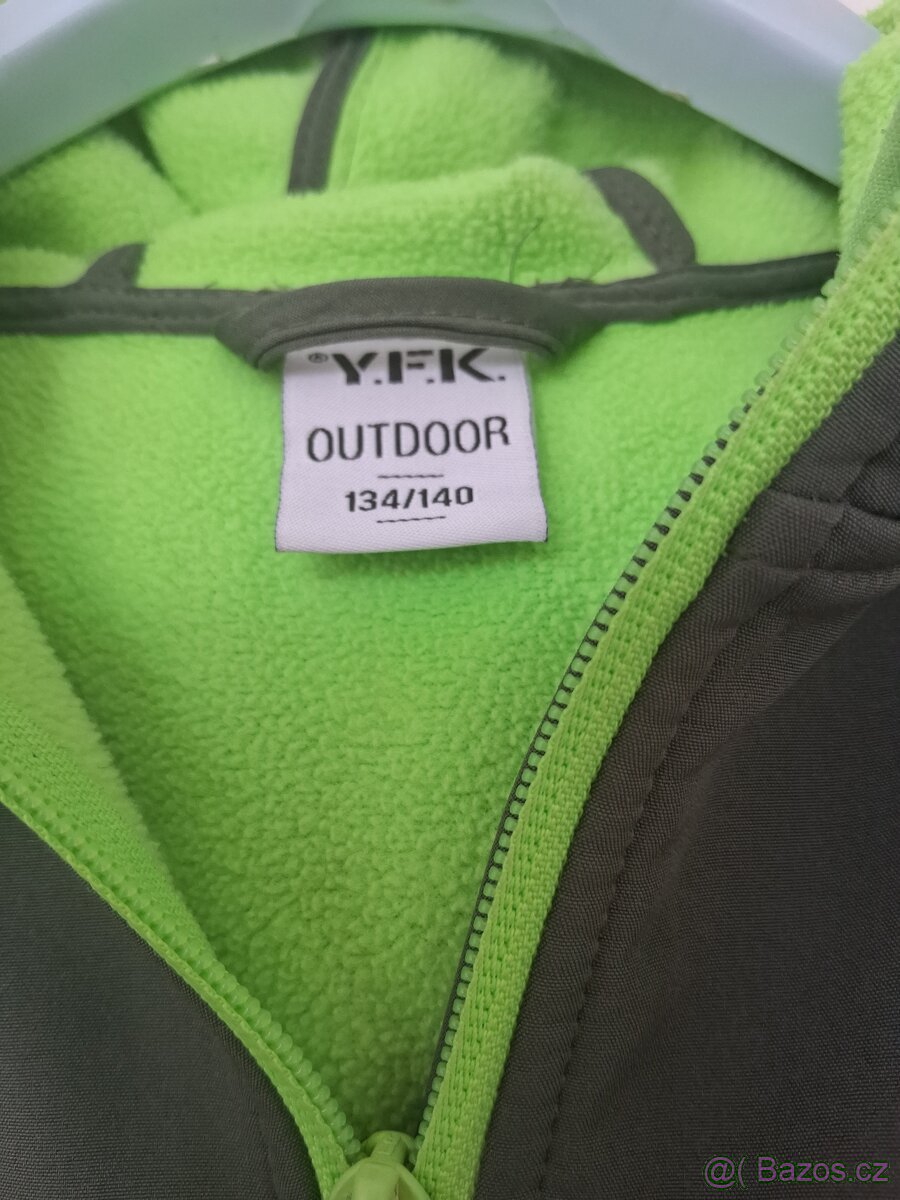 ®Y.F.K.
OUTDOOR
134/140
@( Bazos.cz